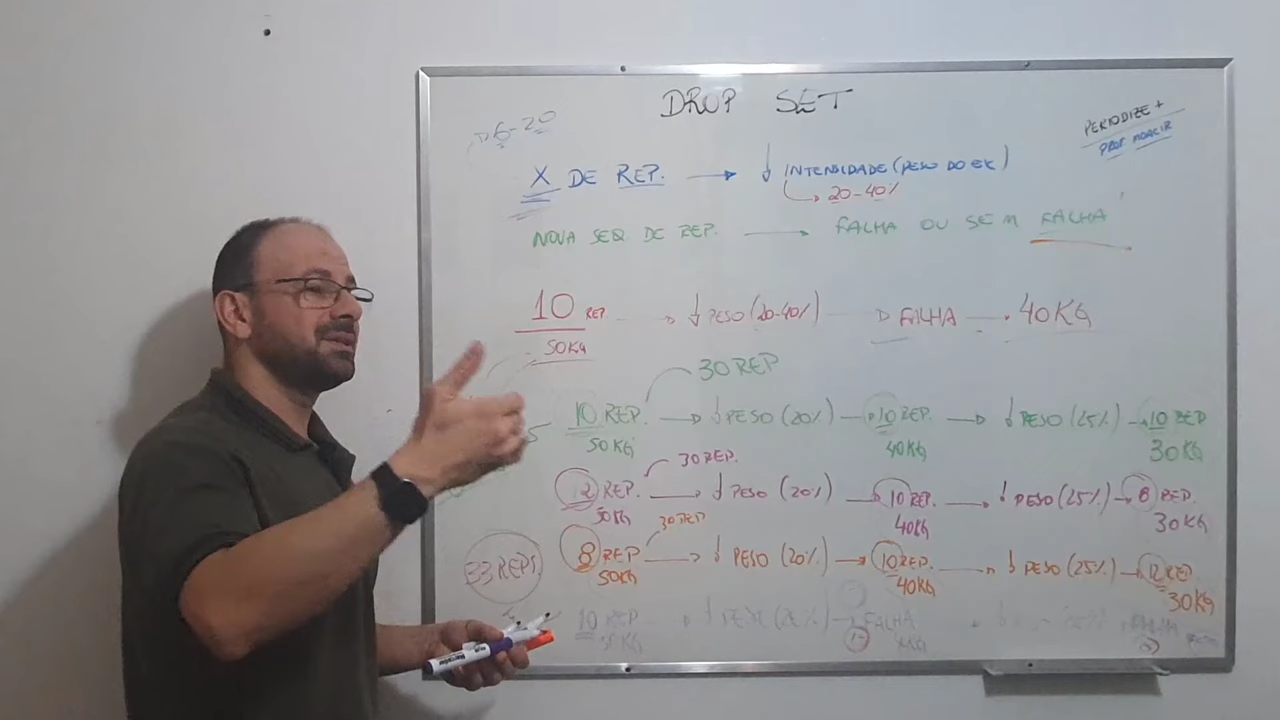 DROP SET
PERIODIZE +
PROF MOACIR
6-20
X DE REP. → ↓ INTENSIDADE (PESO DO EX)
→ 20-40%
NOVA SEQ. DE REP. → FALHA OU SEM FALHA
10 REP → ↓ PESO (20-40%) → FALHA 40KG
50KG
30 REP
10 REP. → ↓ PESO (20%) → 10 REP. → ↓ PESO (25%) → 10 REP
50KG 40KG 30KG
30 REP.
12 REP. → ↓ PESO (20%) → 10 REP. → ↓ PESO (25%) → 8 REP.
50KG 40KG 30KG
30 REP
8 REP → ↓ PESO (20%) → 10 REP. → ↓ PESO (25%) → 12 REP
50KG 40KG 30KG
33 REPS
10 REP ↓ PESO → FALHA